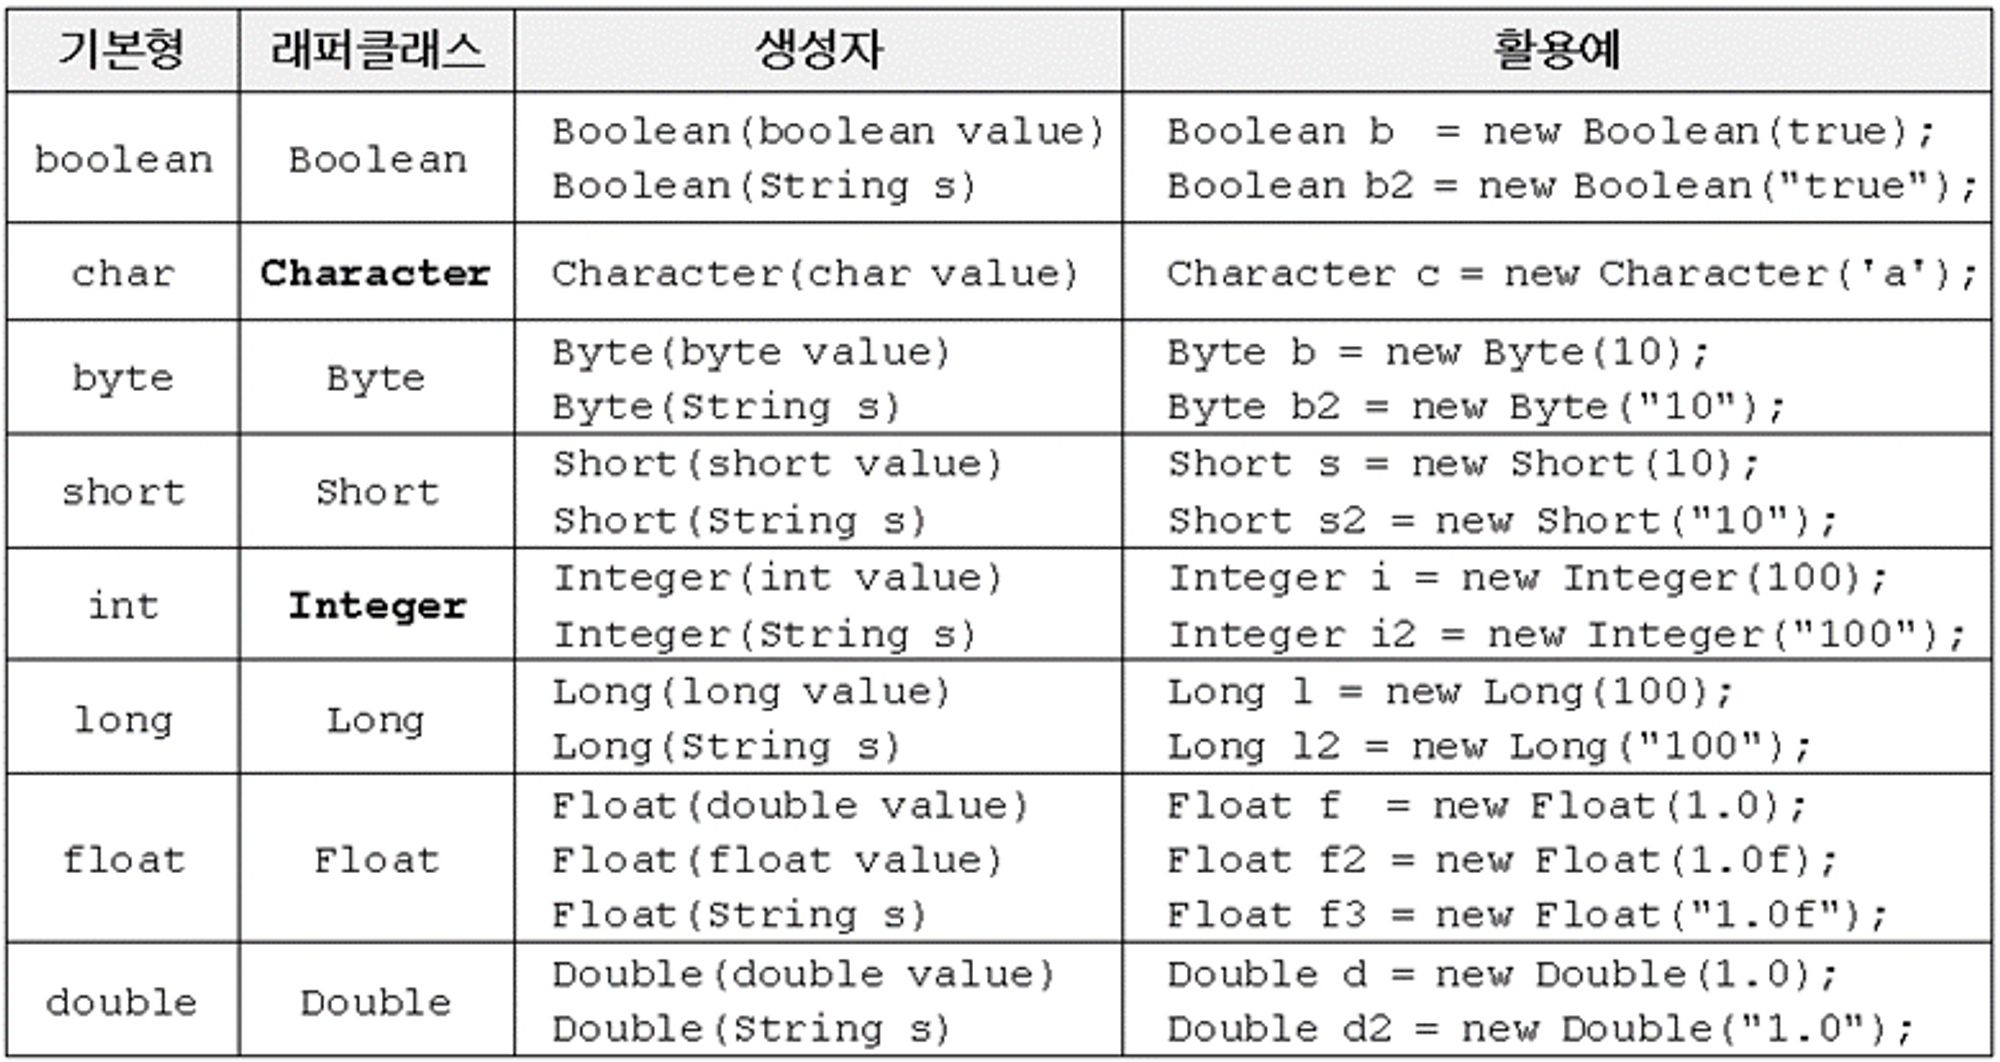 기본형 래퍼클래스 생성자 활용예
boolean Boolean Boolean(boolean value) Boolean b = new Boolean(true);
Boolean(String s) Boolean b2 = new Boolean("true");
char Character Character(char value) Character c = new Character('a');
byte Byte Byte(byte value) Byte b = new Byte(10);
Byte(String s) Byte b2 = new Byte("10");
short Short Short(short value) Short s = new Short(10);
Short(String s) Short s2 = new Short("10");
int Integer Integer(int value) Integer i = new Integer(100);
Integer(String s) Integer i2 = new Integer("100");
long Long Long(long value) Long l = new Long(100);
Long(String s) Long l2 = new Long("100");
float Float Float(double value) Float f = new Float(1.0);
Float(float value) Float f2 = new Float(1.0f);
Float(String s) Float f3 = new Float("1.0f");
double Double Double(double value) Double d = new Double(1.0);
Double(String s) Double d2 = new Double("1.0");